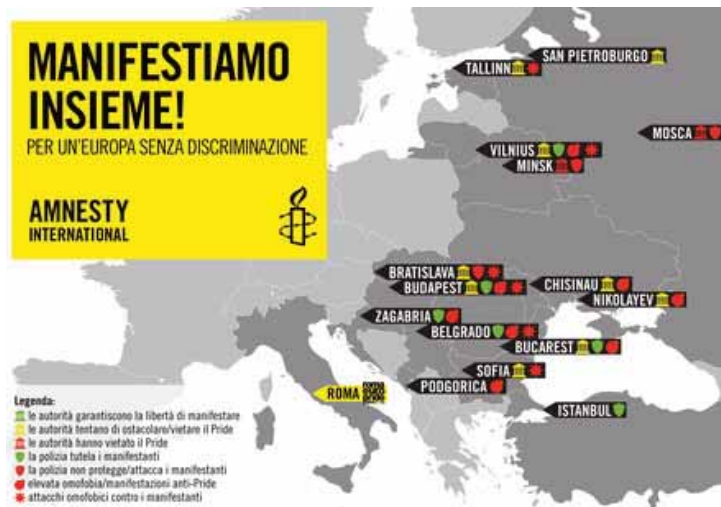 MANIFESTIAMO
INSIEME!
PER UN'EUROPA SENZA DISCRIMINAZIONE
AMNESTY
INTERNATIONAL
SAN PIETROBURGO
TALLINN
MOSCA
VILNIUS
MINSK
BRATISLAVA
BUDAPEST
CHISINAU
NIKOLAYEV
ZAGABRIA
BELGRADO
BUCAREST
SOFIA
PODGORICA
ROMA roma euro pride
ISTANBUL
Legenda:
le autorità garantiscono la libertà di manifestare
le autorità tentano di ostacolare/vietare il Pride
le autorità hanno vietato il Pride
la polizia tutela i manifestanti
la polizia non protegge/attacca i manifestanti
elevata omofobia/manifestazioni anti-Pride
attacchi omofobici contro i manifestanti